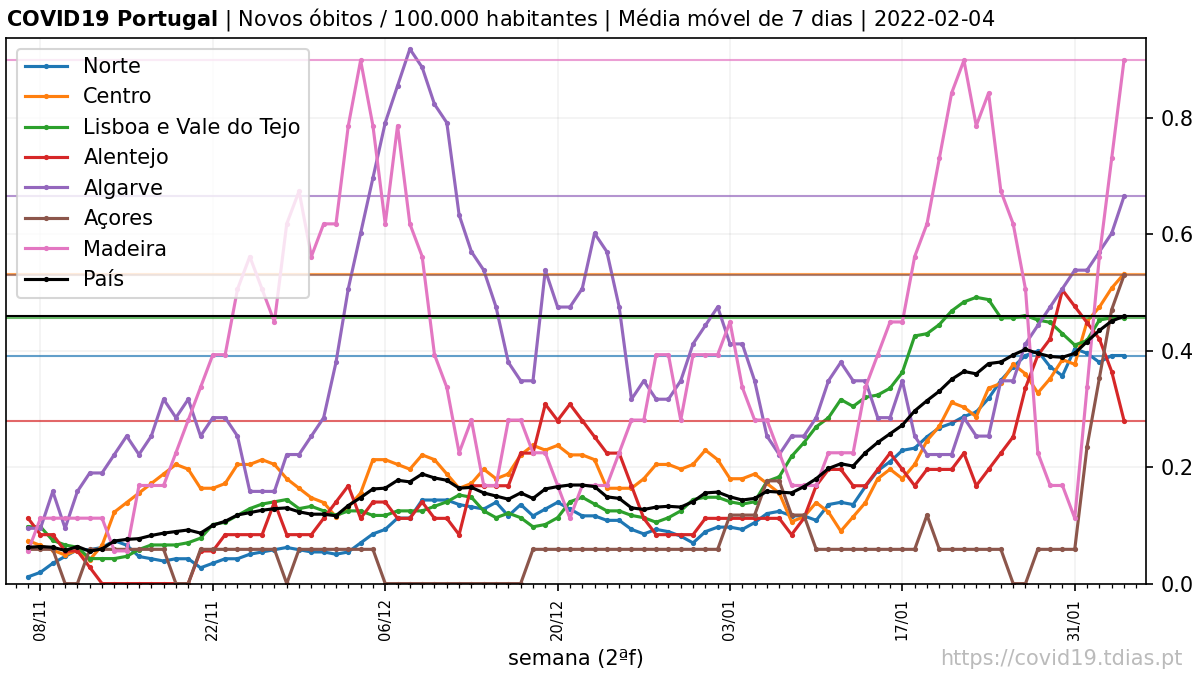 COVID19 Portugal | Novos óbitos / 100.000 habitantes | Média móvel de 7 dias | 2022-02-04
Norte
Centro
Lisboa e Vale do Tejo
Alentejo
Algarve
Açores
Madeira
País
0.8
0.6
0.4
0.2
0.0
08/11
22/11
06/12
20/12
03/01
17/01
31/01
semana (2ªf)
https://covid19.tdias.pt